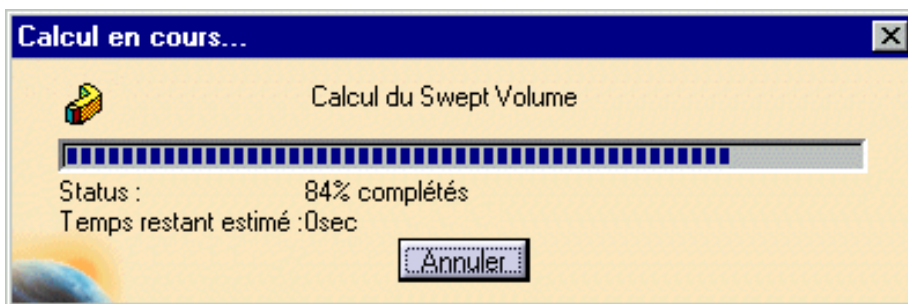 Calcul en cours...
Calcul du Swept Volume
Status : 84% complétés
Temps restant estimé :0sec
Annuler